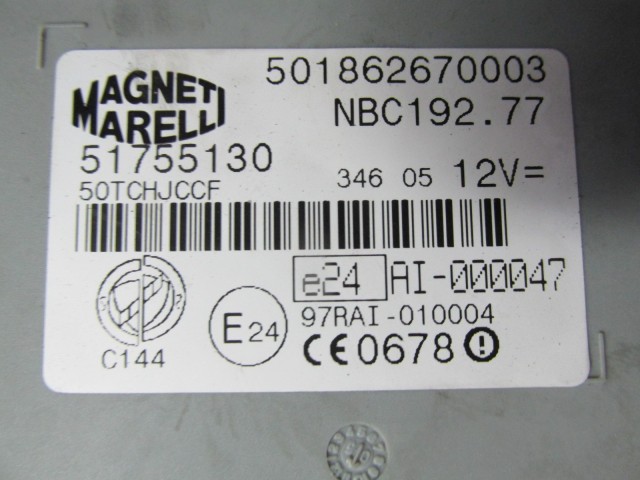 MAGNETI
MARELLI
501862670003
NBC192.77
51755130
50TCHJCCF
346 05 12V=
e24 AI-000047
97RAI-010004
E24
C144
CE0678